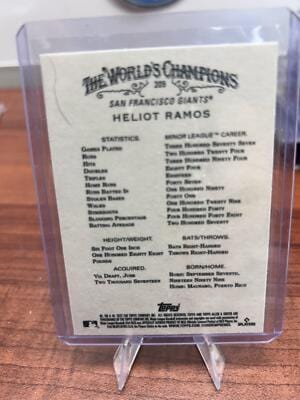 THE WORLD'S CHAMPIONS
209
SAN FRANCISCO GIANTS
HELIOT RAMOS
STATISTICS.
GAMES PLAYED
RUNS
HITS
DOUBLES
TRIPLES
HOME RUNS
RUNS BATTED IN
STOLEN BASES
WALKS
STRIKEOUTS
SLUGGING PERCENTAGE
BATTING AVERAGE
MINOR LEAGUE™ CAREER.
THREE HUNDRED SEVENTY SEVEN
TWO HUNDRED TWENTY FOUR
THREE HUNDRED NINETY FOUR
EIGHTY FOUR
EIGHTEEN
FORTY SEVEN
ONE HUNDRED NINETY
FORTY ONE
ONE HUNDRED TWENTY NINE
FOUR HUNDRED FORTY FOUR
FOUR HUNDRED FORTY EIGHT
TWO HUNDRED SEVENTY
HEIGHT/WEIGHT.
SIX FOOT ONE INCH
ONE HUNDRED EIGHTY EIGHT
POUNDS
BATS/THROWS.
BATS RIGHT-HANDED
THROWS RIGHT-HANDED
ACQUIRED.
VIA DRAFT, JUNE
TWO THOUSAND SEVENTEEN
BORN/HOME.
BORN: SEPTEMBER SEVENTH,
NINETEEN NINETY NINE
HOME: MAUNABO, PUERTO RICO
TOPPS
PLAYERS